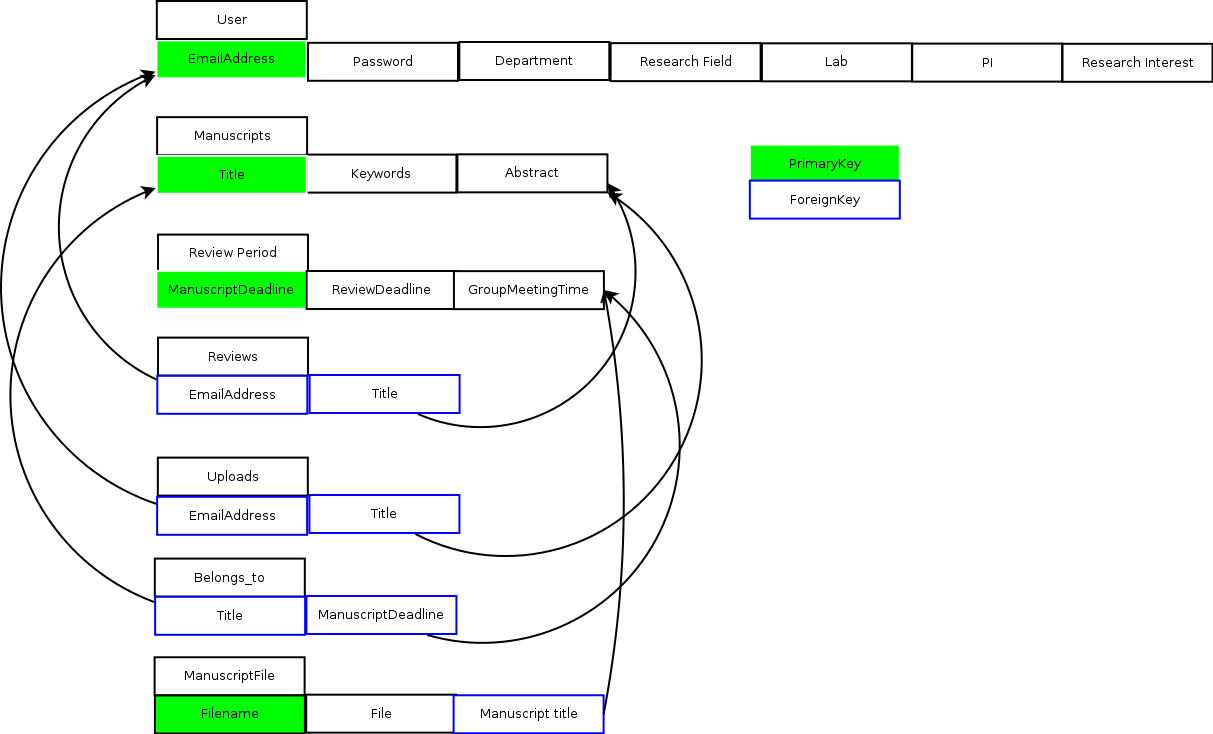 User
EmailAddress Password Department Research Field Lab PI Research Interest
Manuscripts
Title Keywords Abstract
PrimaryKey
ForeignKey
Review Period
ManuscriptDeadline ReviewDeadline GroupMeetingTime
Reviews
EmailAddress Title
Uploads
EmailAddress Title
Belongs_to
Title ManuscriptDeadline
ManuscriptFile
Filename File Manuscript title